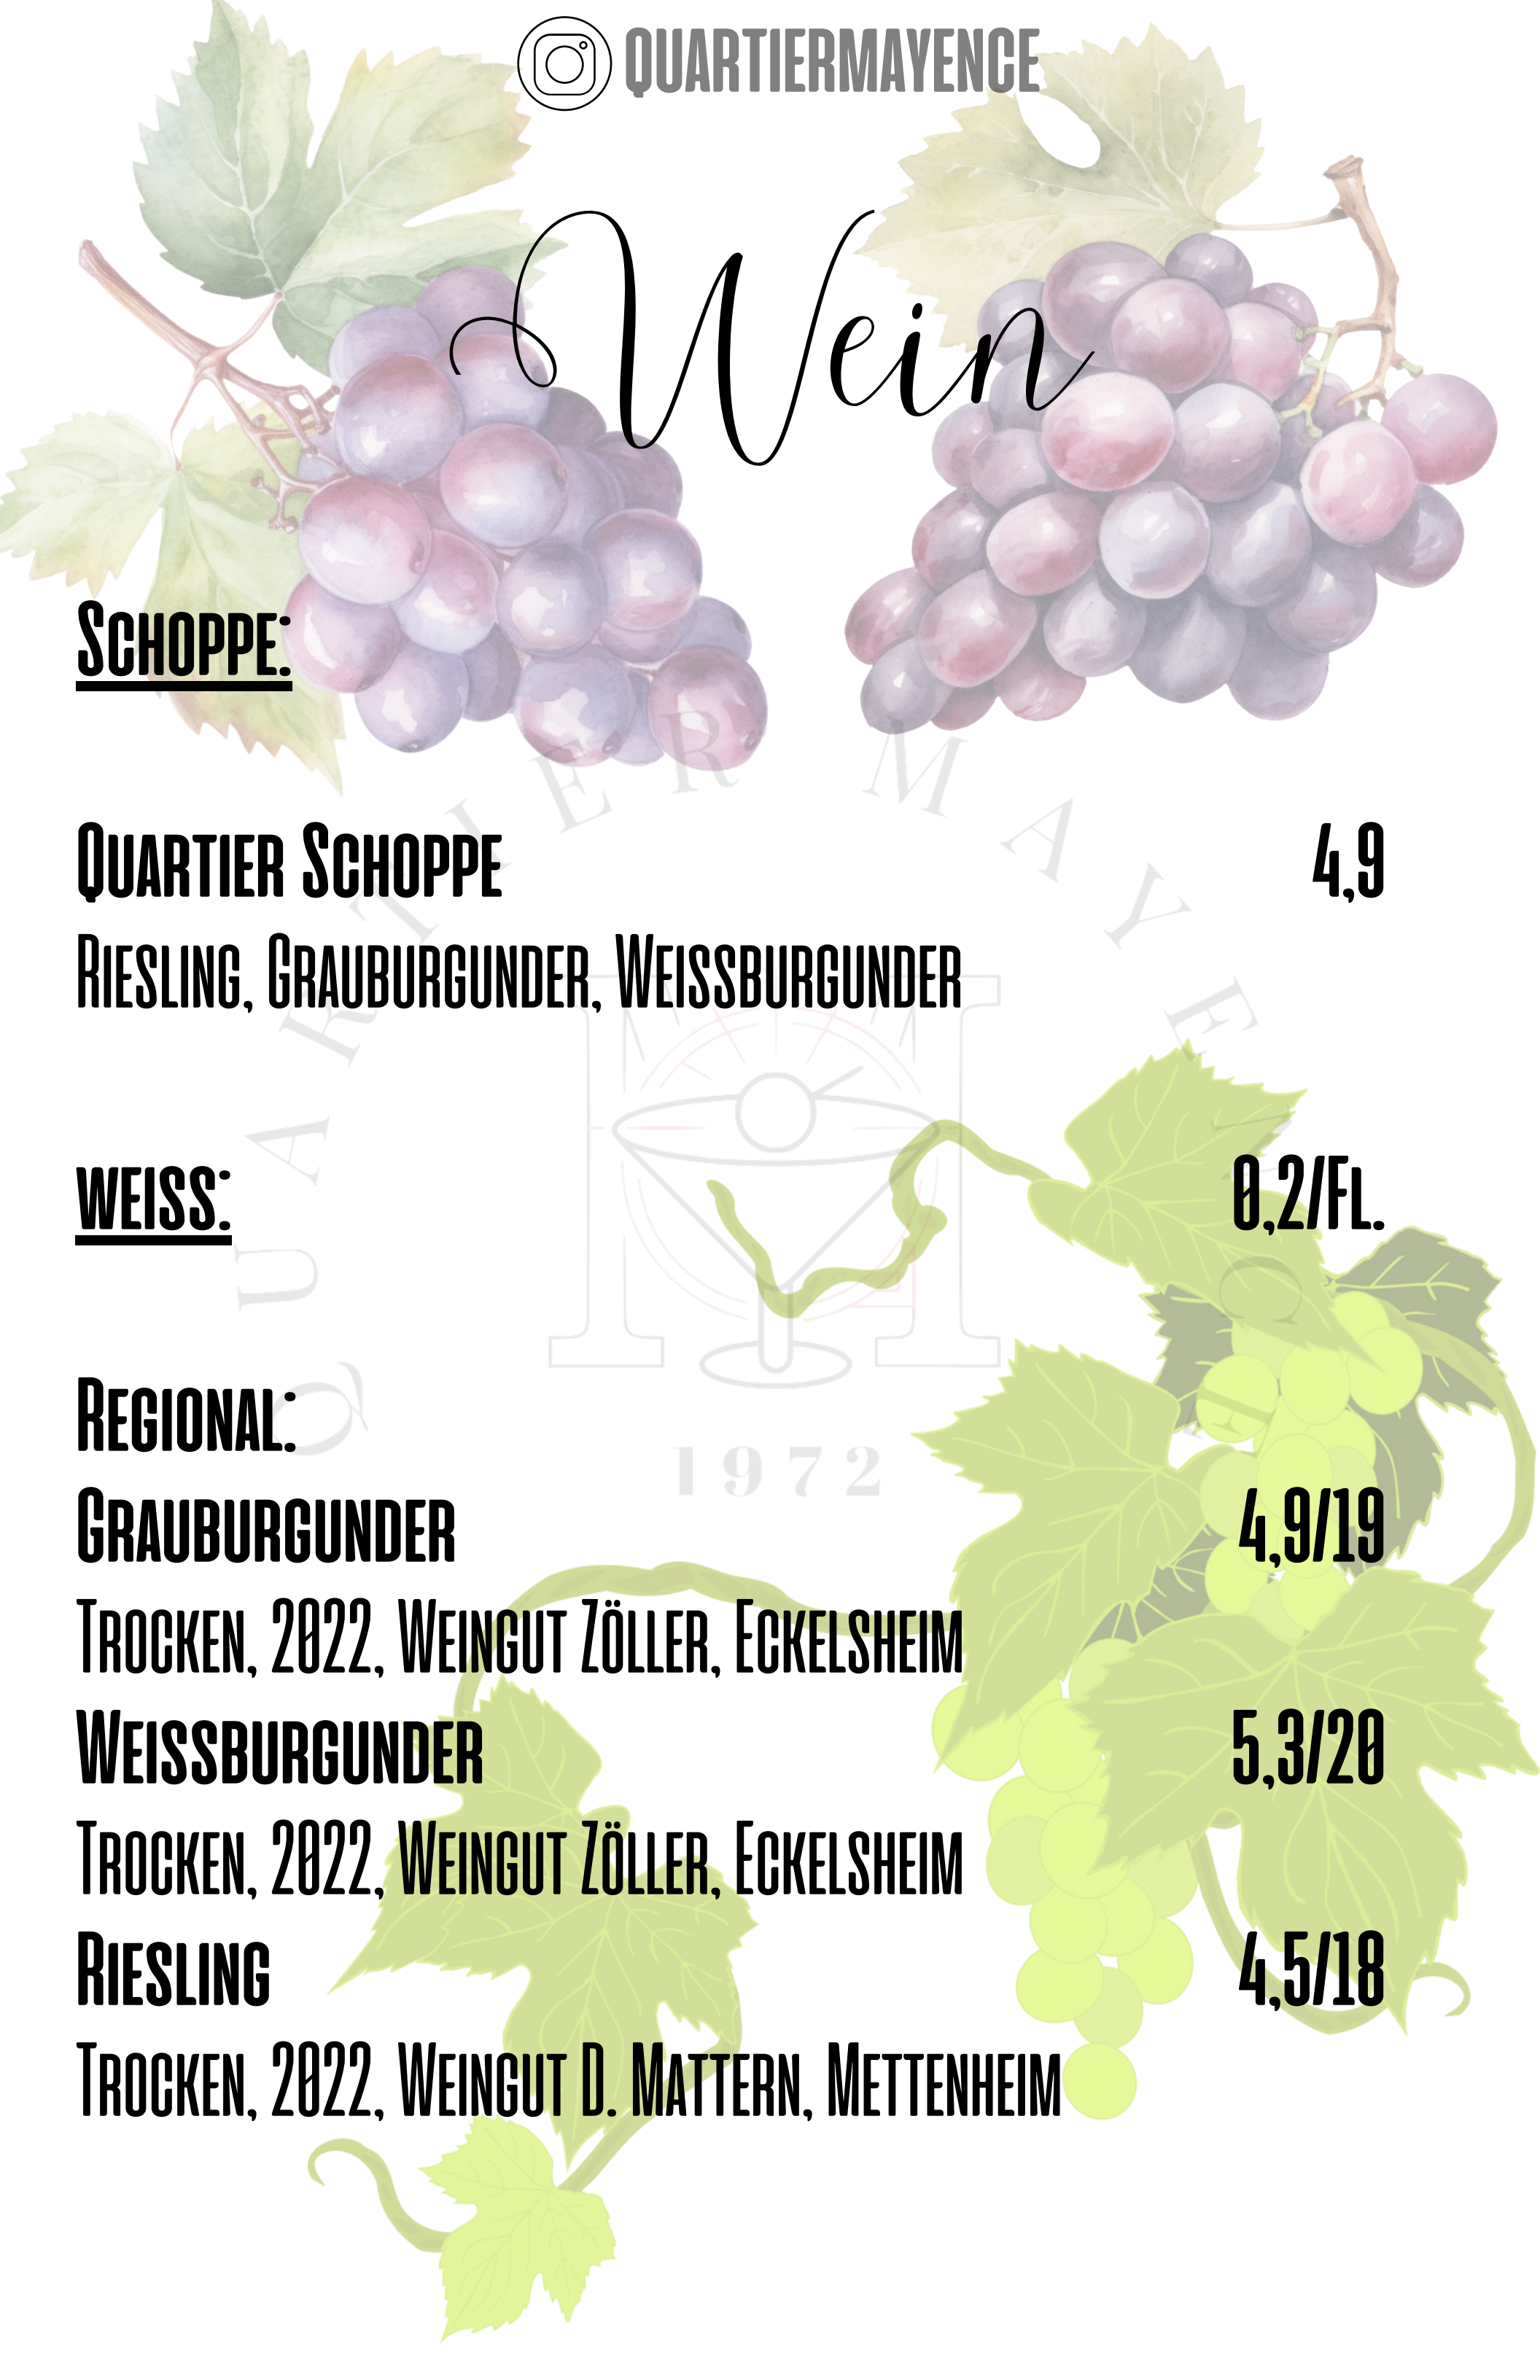 QUARTIERMAYENCE
Wein
Schoppe:
Quartier Schoppe 4,9
Riesling, Grauburgunder, Weissburgunder
QUARTIER MAYENCE
weiss: 0,2/Fl.
Regional:
1972
Grauburgunder 4,9/19
Trocken, 2022, Weingut Zöller, Eckelsheim
Weissburgunder 5,3/20
Trocken, 2022, Weingut Zöller, Eckelsheim
Riesling 4,5/18
Trocken, 2022, Weingut D. Mattern, Mettenheim